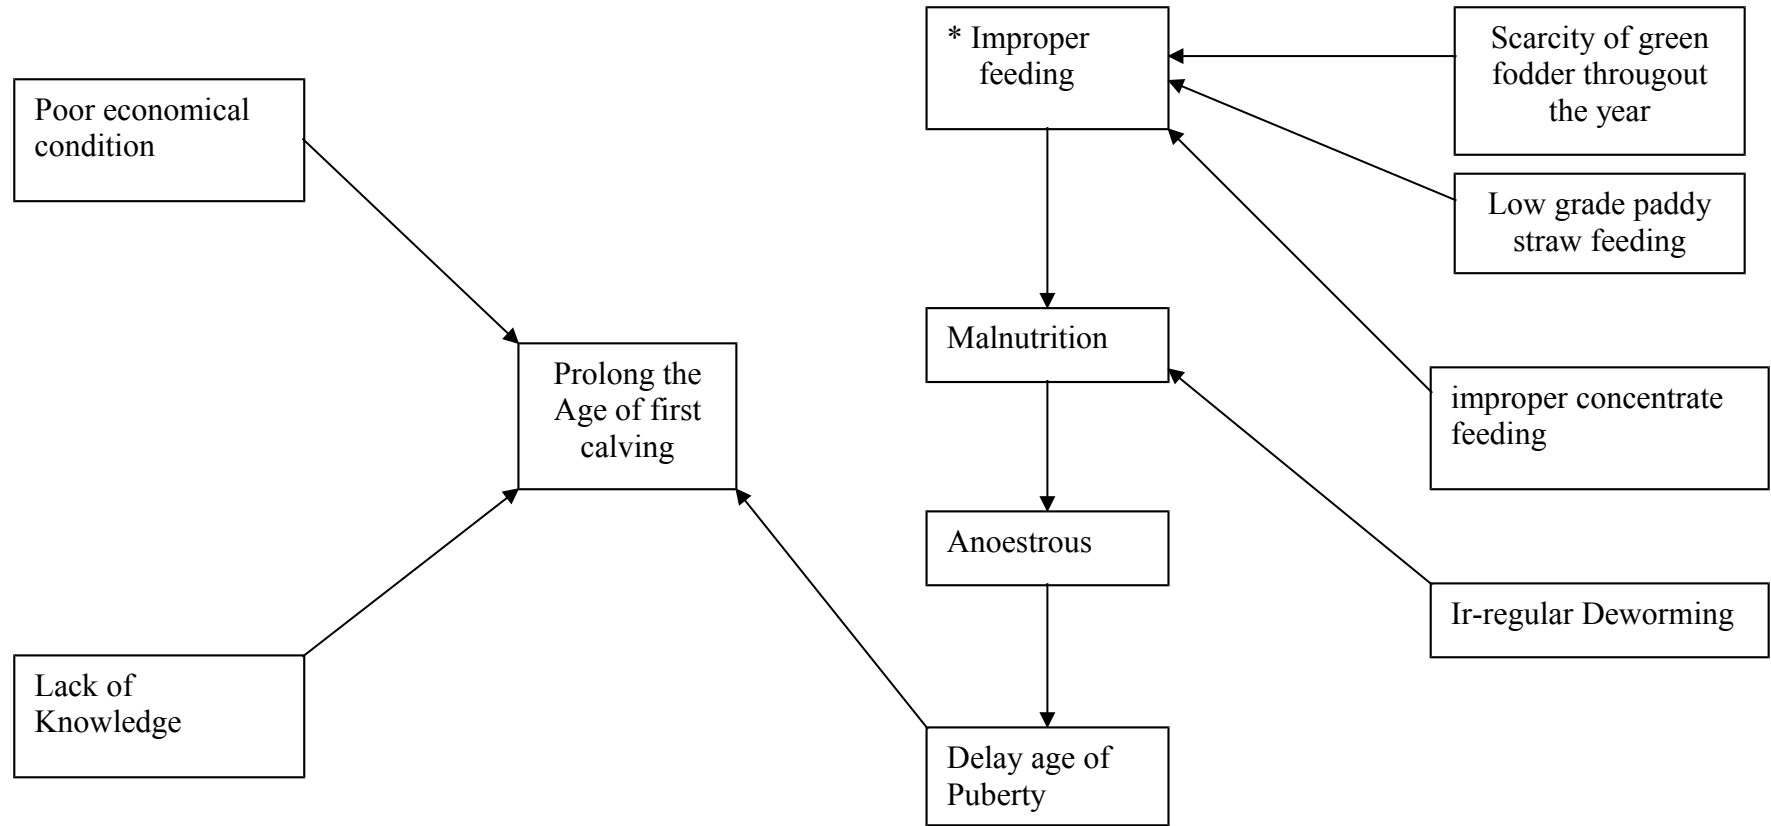 * Improper
feeding
Scarcity of green
fodder througout
the year
Poor economical
condition
Low grade paddy
straw feeding
Malnutrition
Prolong the
Age of first
calving
improper concentrate
feeding
Anoestrous
Ir-regular Deworming
Lack of
Knowledge
Delay age of
Puberty